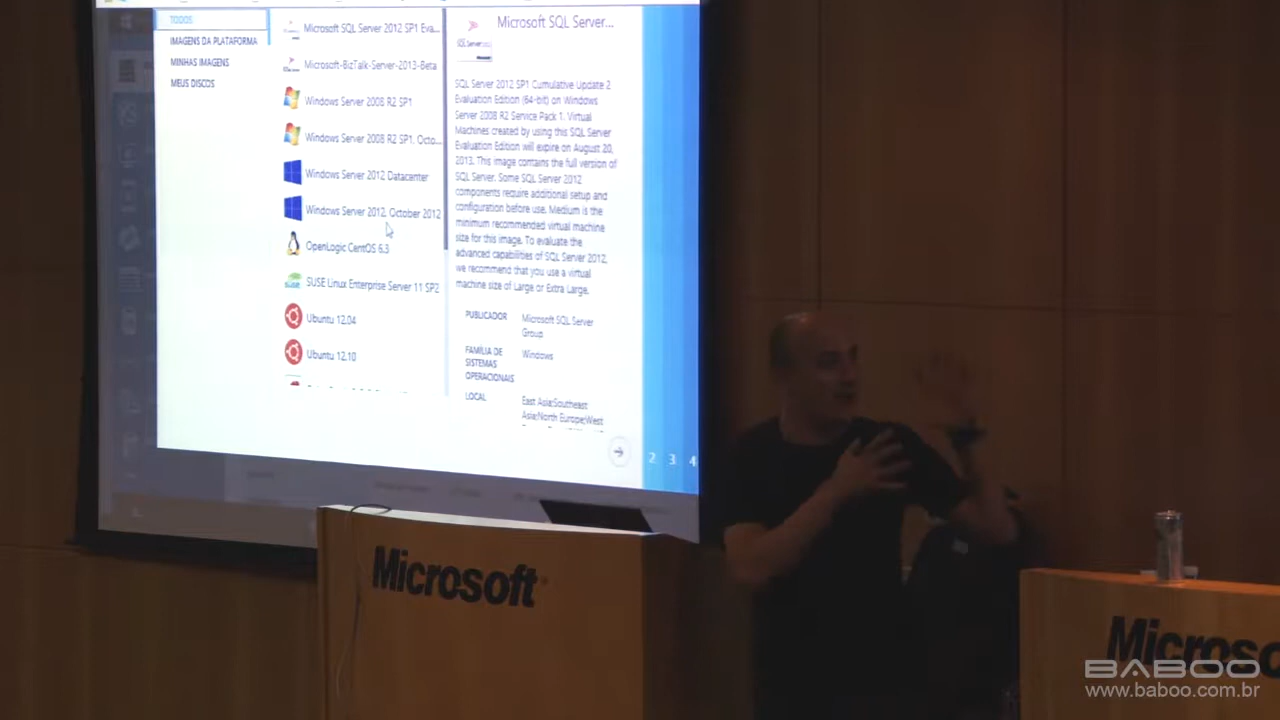 TODOS
IMAGENS DA PLATAFORMA
MINHAS IMAGENS
MEUS DISCOS
Microsoft SQL Server 2012 SP1 Eva...
Microsoft-BizTalk-Server-2013-Beta
Windows Server 2008 R2 SP1
Windows Server 2008 R2 SP1, Octo...
Windows Server 2012 Datacenter
Windows Server 2012, October 2012
OpenLogic CentOS 6.3
SUSE Linux Enterprise Server 11 SP2
Ubuntu 12.04
Ubuntu 12.10
Microsoft SQL Server...
SQL Server 2012 SP1 Cumulative Update 2
Evaluation Edition (64-bit) on Windows
Server 2008 R2 Service Pack 1. Virtual
Machines created by using this SQL Server
Evaluation Edition will expire on August 20,
2013. This image contains the full version of
SQL Server. Some SQL Server 2012
components require additional setup and
configuration before use. Medium is the
minimum recommended virtual machine
size for this image. To evaluate the
advanced capabilities of SQL Server 2012,
we recommend that you use a virtual
machine size of Large or Extra Large.
PUBLICADOR
Microsoft SQL Server
Group
FAMÍLIA DE
SISTEMAS
OPERACIONAIS
Windows
LOCAL
East Asia;Southeast
Asia;North Europe;West
2 3 4
Microsoft
Microso
BABOO
www.baboo.com.br